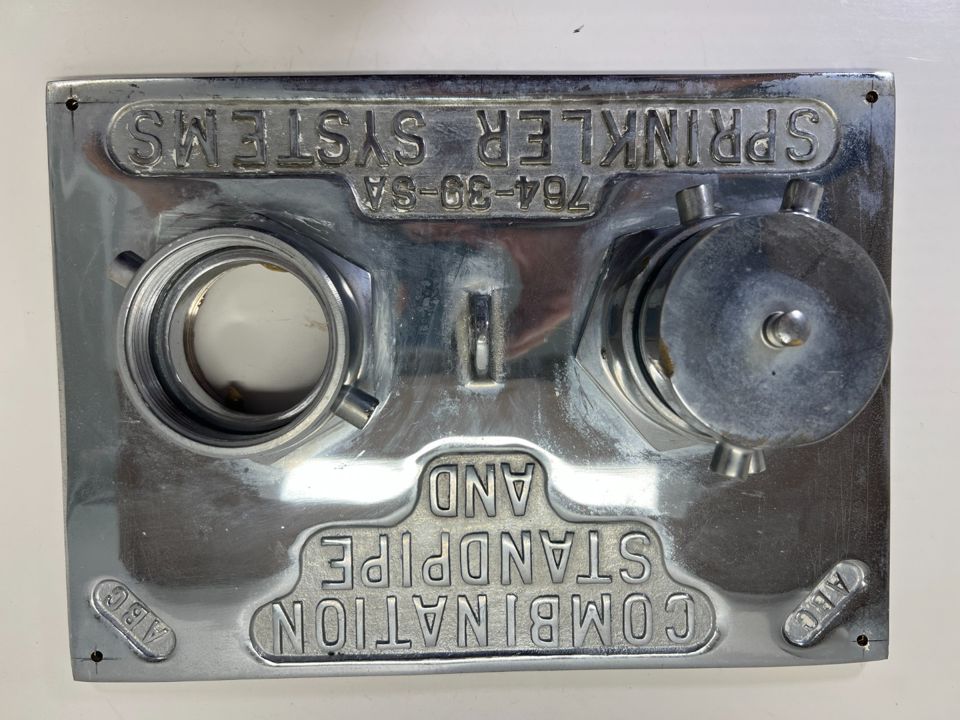 COMBINATION
STANDPIPE
AND
764-39-SA
SPRINKLER SYSTEMS
ABC
ABC